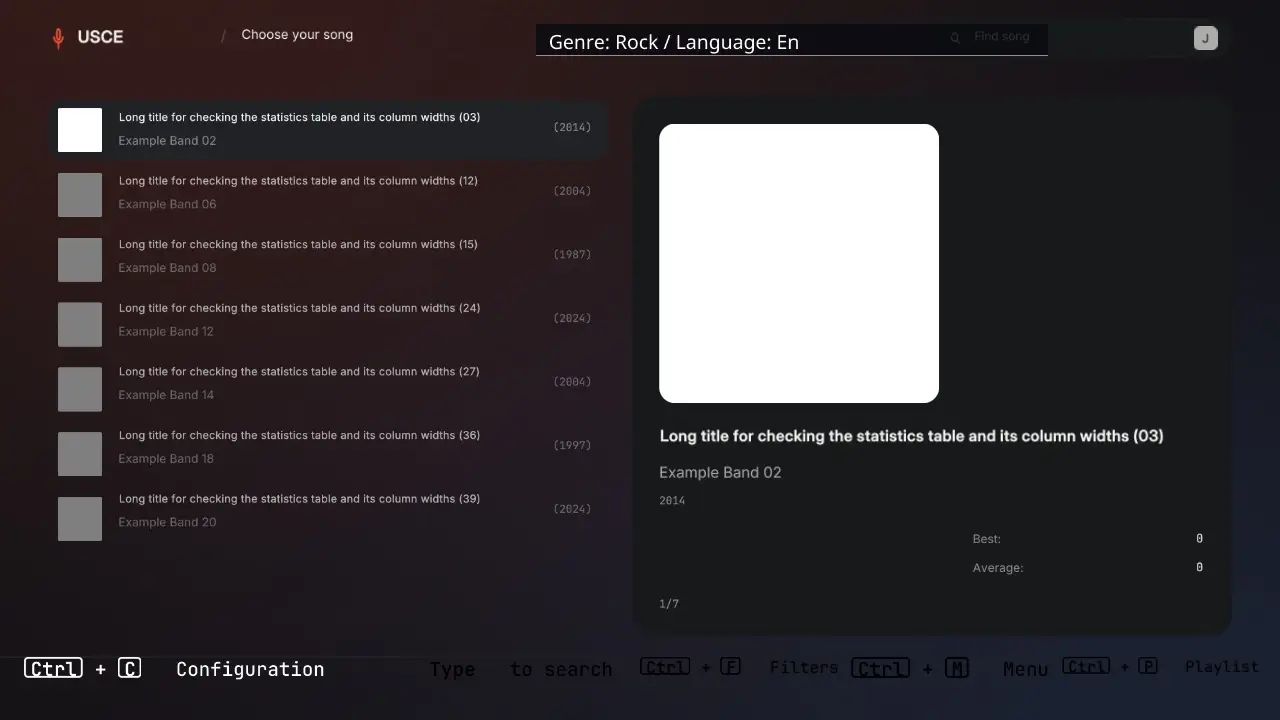 USCE / Choose your song
Genre: Rock / Language: En
Find song
J
Long title for checking the statistics table and its column widths (03)
Example Band 02
(2014)
Long title for checking the statistics table and its column widths (12)
Example Band 06
(2004)
Long title for checking the statistics table and its column widths (15)
Example Band 08
(1987)
Long title for checking the statistics table and its column widths (24)
Example Band 12
(2024)
Long title for checking the statistics table and its column widths (27)
Example Band 14
(2004)
Long title for checking the statistics table and its column widths (36)
Example Band 18
(1997)
Long title for checking the statistics table and its column widths (39)
Example Band 20
(2024)
Long title for checking the statistics table and its column widths (03)
Example Band 02
2014
Best: 0
Average: 0
1/7
Ctrl + C Configuration Type to search Ctrl + F Filters Ctrl + M Menu Ctrl + P Playlist